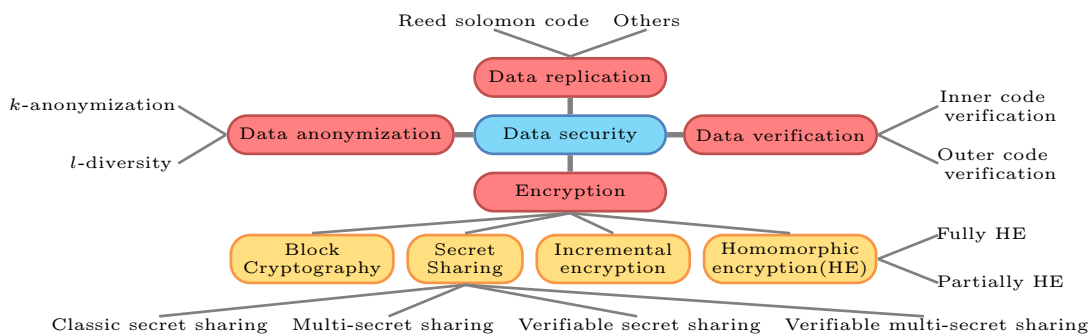 Reed solomon code
Others
Data replication
k-anonymization
l-diversity
Data anonymization
Data security
Data verification
Inner code
verification
Outer code
verification
Encryption
Block
Cryptography
Secret
Sharing
Incremental
encryption
Homomorphic
encryption(HE)
Fully HE
Partially HE
Classic secret sharing
Multi-secret sharing
Verifiable secret sharing
Verifiable multi-secret sharing